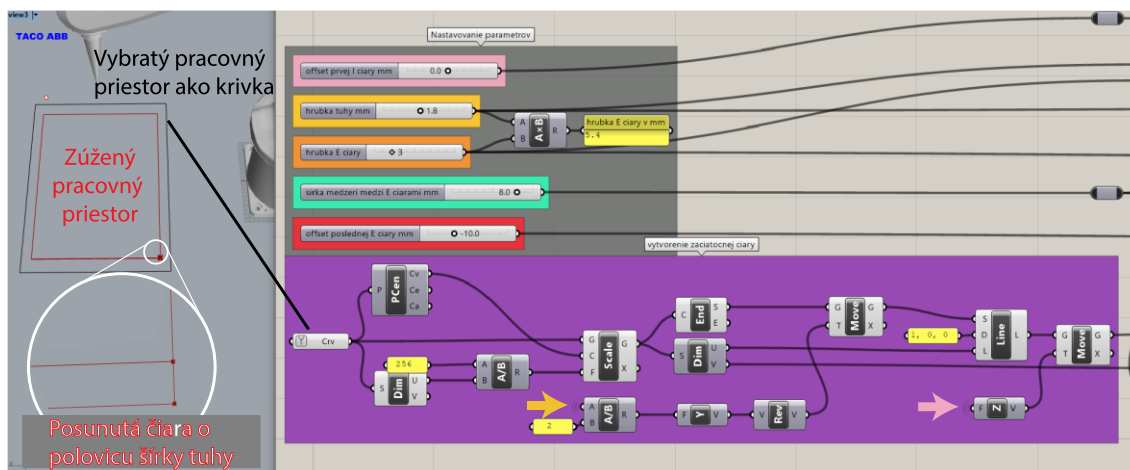 view3
TACO ABB
Vybratý pracovný
priestor ako krivka
Zúžený
pracovný
priestor
Posunutá čiara o
polovicu šírky tuhy
Nastavovanie parametrov
offset prvej I ciary mm 0.0
hrubka tuhy mm 1.8
hrubka E ciary 3
A B A×B R
hrubka E ciary v mm
5.4
sirka medzeri medzi E ciarami mm 8.0
offset poslednej E ciary mm -10.0
vytvorenie zaciatocnej ciary
P PCen Cv Ce Ca
Crv
256
S Dim U V
A B A/B R
G C F Scale G X
C End S E
S Dim U V
2
A B A/B R
F Y V
V Rev V
G T Move G X
1, 0, 0
S D L Line L
G T Move G X
F Z V